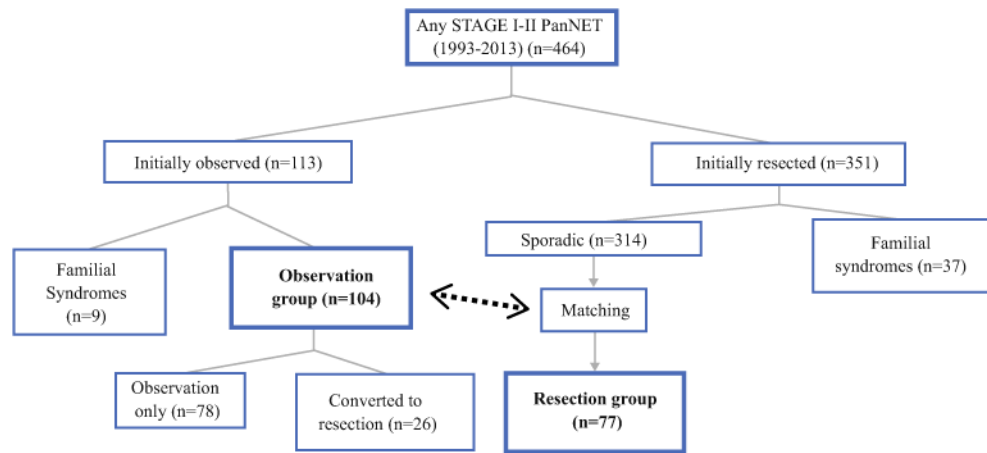 Any STAGE I-II PanNET
(1993-2013) (n=464)
Initially observed (n=113)
Initially resected (n=351)
Familial
Syndromes
(n=9)
Observation
group (n=104)
Sporadic (n=314)
Familial
syndromes (n=37)
Matching
Observation
only (n=78)
Converted to
resection (n=26)
Resection group
(n=77)